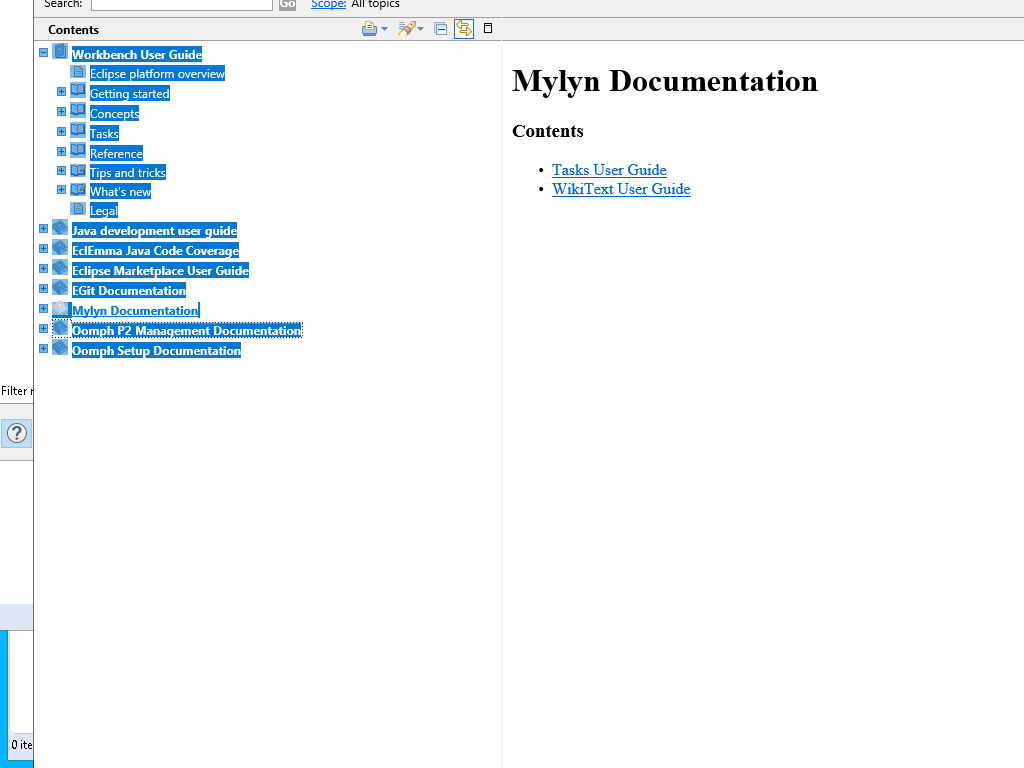 Search: Go Scope: All topics
Contents
Workbench User Guide
Eclipse platform overview
Getting started
Concepts
Tasks
Reference
Tips and tricks
What's new
Legal
Java development user guide
EclEmma Java Code Coverage
Eclipse Marketplace User Guide
EGit Documentation
Mylyn Documentation
Oomph P2 Management Documentation
Oomph Setup Documentation
Mylyn Documentation
Contents
• Tasks User Guide
• WikiText User Guide
Filter
?
0 ite